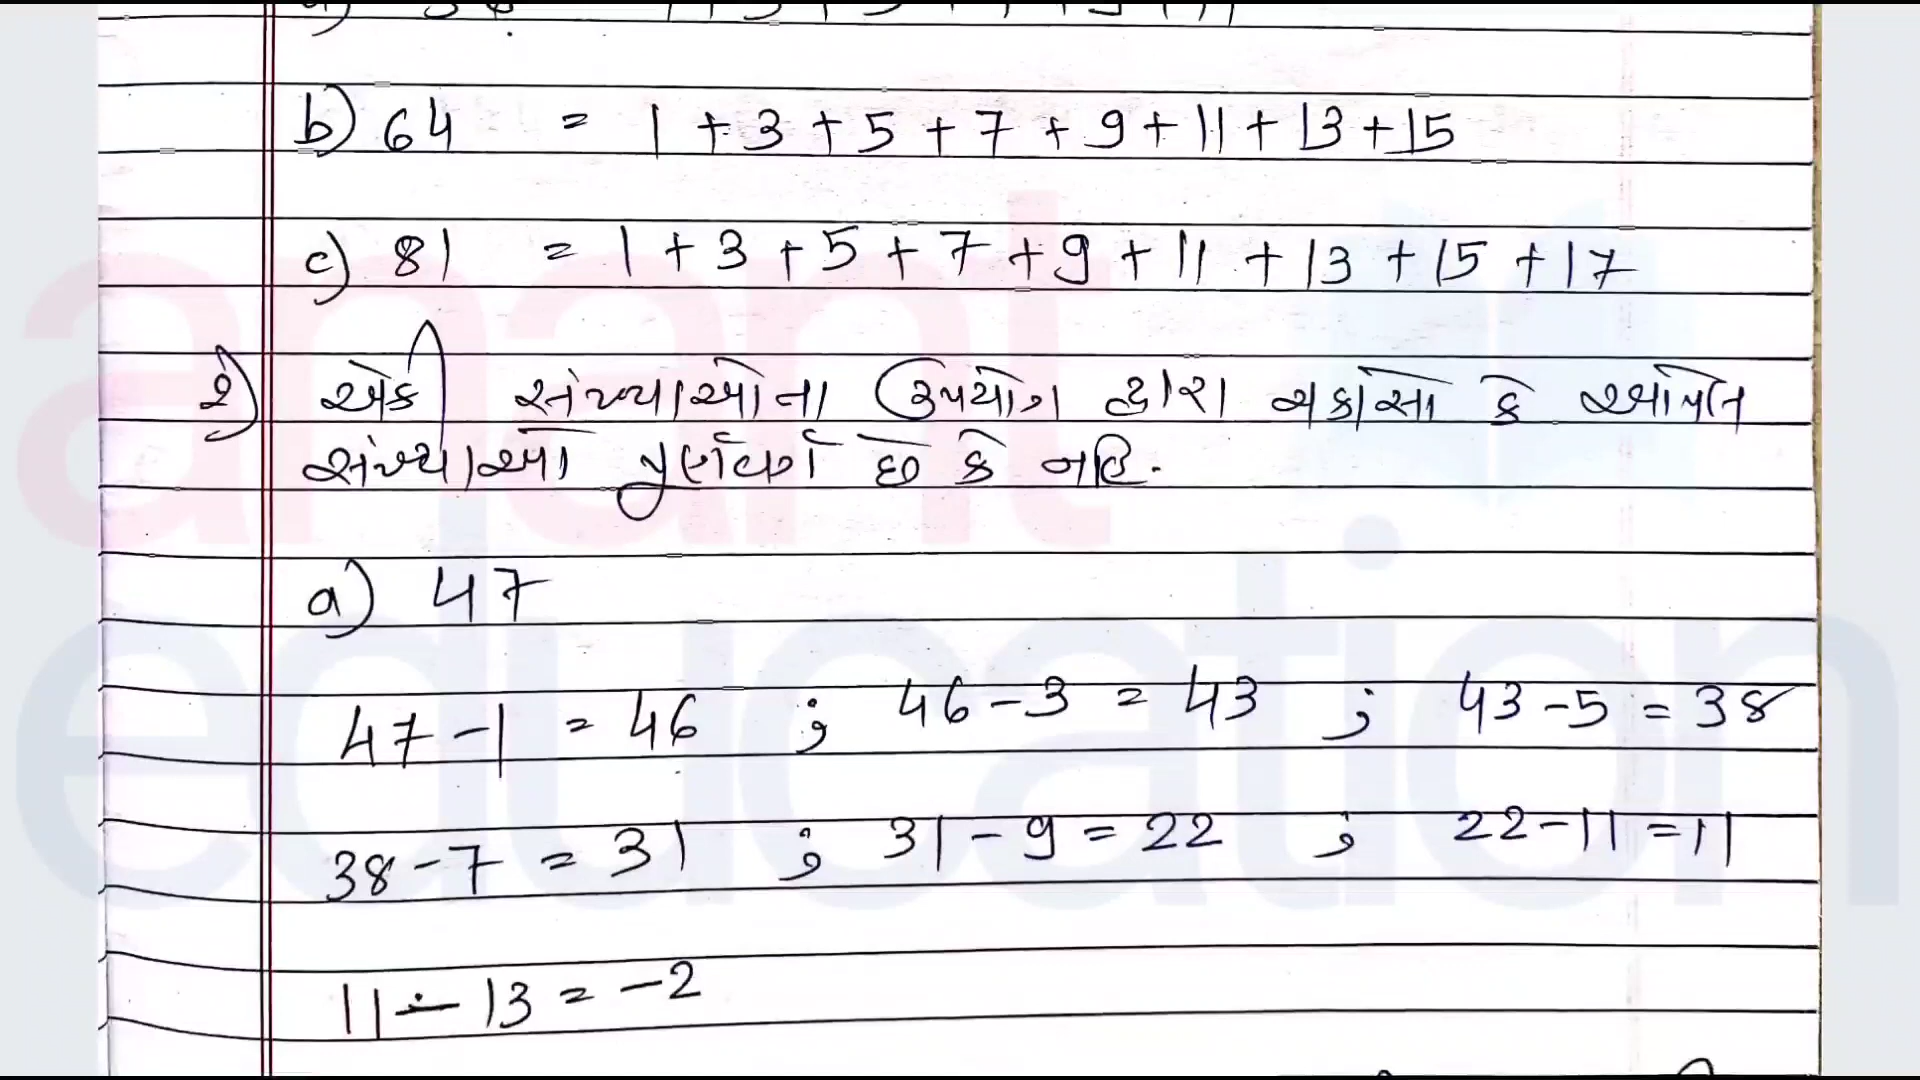 b) 64 = 1 + 3 + 5 + 7 + 9 + 11 + 13 + 15
c) 81 = 1 + 3 + 5 + 7 + 9 + 11 + 13 + 15 + 17
2) એકી સંખ્યાઓના ઉપયોગ દ્વારા ચકાસો કે આપેલ
સંખ્યાઓ પુર્ણવર્ગ છે કે નહિ.
a) 47
47 - 1 = 46 ; 46 - 3 = 43 ; 43 - 5 = 38
38 - 7 = 31 ; 31 - 9 = 22 ; 22 - 11 = 11
11 - 13 = -2
anant
education